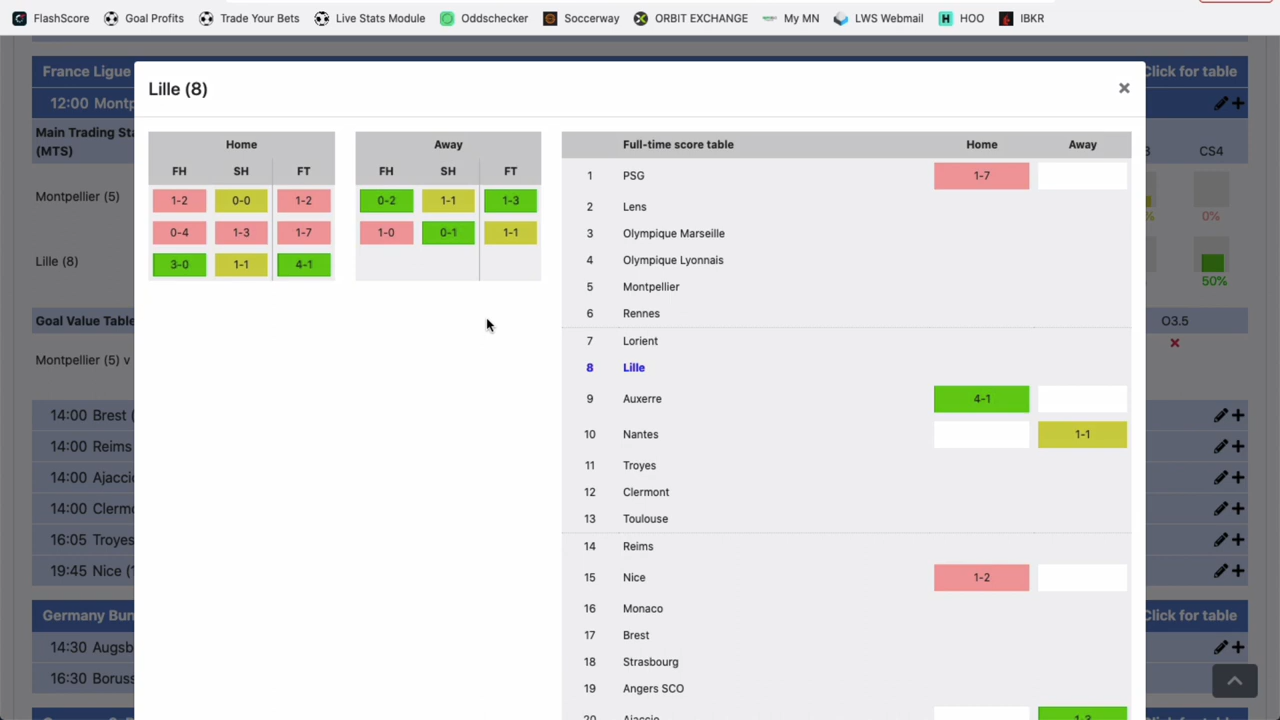 FlashScore Goal Profits Trade Your Bets Live Stats Module Oddschecker Soccerway ORBIT EXCHANGE My MN LWS Webmail HOO IBKR
France Ligue Click for table
12:00 Montp
Main Trading Sta
(MTS) CS4
Montpellier (5) % 0%
Lille (8) 50%
Goal Value Table O3.5
Montpellier (5) v
14:00 Brest (
14:00 Reims
14:00 Ajaccio
14:00 Clermo
16:05 Troyes
19:45 Nice (1
Germany Bun Click for table
14:30 Augsb
16:30 Boruss
Lille (8) ×
Home
FH SH FT
1-2 0-0 1-2
0-4 1-3 1-7
3-0 1-1 4-1
Away
FH SH FT
0-2 1-1 1-3
1-0 0-1 1-1
Full-time score table Home Away
1 PSG 1-7
2 Lens
3 Olympique Marseille
4 Olympique Lyonnais
5 Montpellier
6 Rennes
7 Lorient
8 Lille
9 Auxerre 4-1
10 Nantes 1-1
11 Troyes
12 Clermont
13 Toulouse
14 Reims
15 Nice 1-2
16 Monaco
17 Brest
18 Strasbourg
19 Angers SCO
20 Ajaccio 1-3